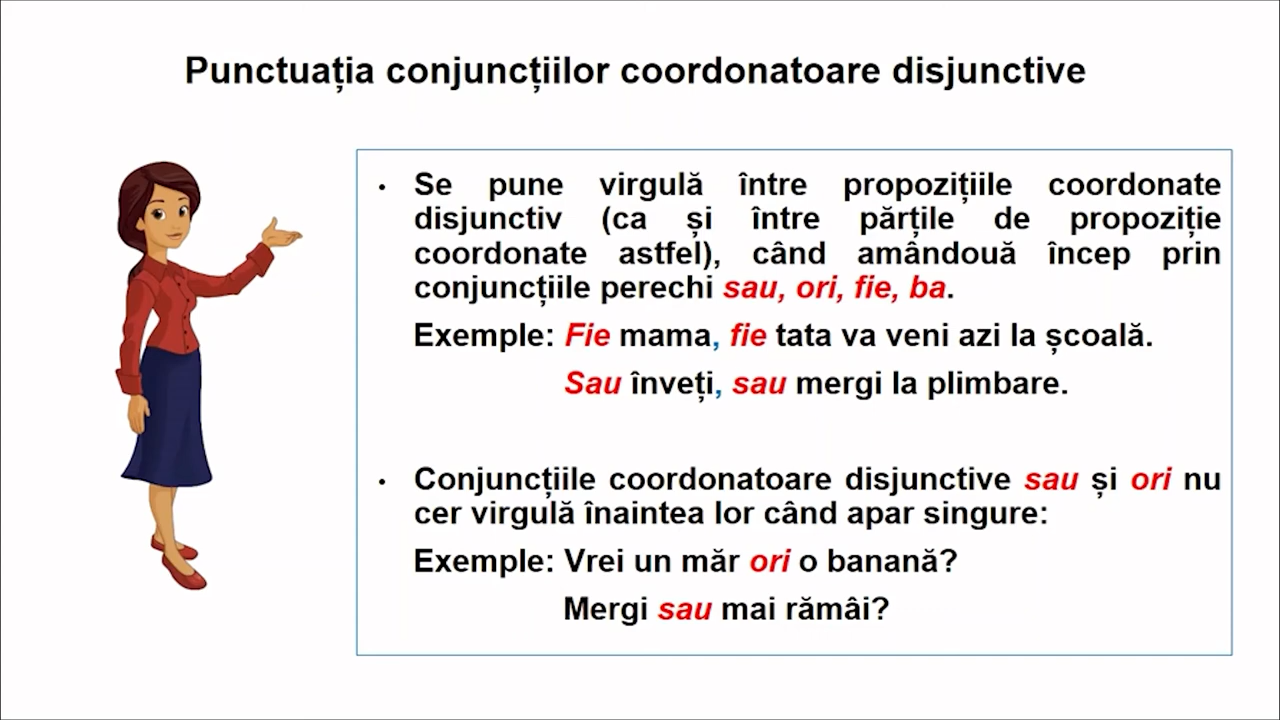 Punctuația conjuncțiilor coordonatoare disjunctive
• Se pune virgulă între propozițiile coordonate
disjunctiv (ca și între părțile de propoziție
coordonate astfel), când amândouă încep prin
conjuncțiile perechi sau, ori, fie, ba.
Exemple: Fie mama, fie tata va veni azi la școală.
Sau înveți, sau mergi la plimbare.
• Conjuncțiile coordonatoare disjunctive sau și ori nu
cer virgulă înaintea lor când apar singure:
Exemple: Vrei un măr ori o banană?
Mergi sau mai rămâi?